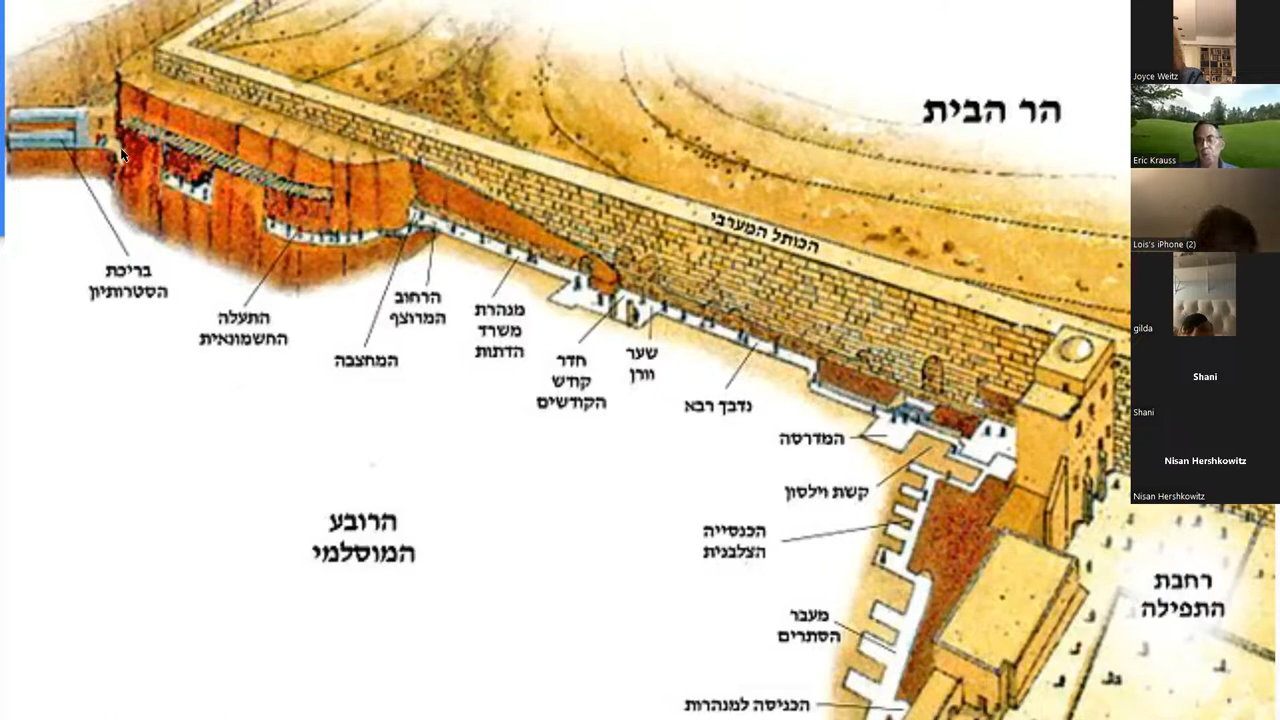 הר הבית
הכותל המערבי
בריכת
הסטרותיון
התעלה
החשמונאית
המחצבה
הרחוב
המרוצף
מנהרת
משרד
הדתות
חדר
קודש
הקודשים
שער
וורן
נדבך רבא
המדרסה
קשת וילסון
הכנסייה
הצלבנית
מעבר
הסתרים
הכניסה למנהרות
הרובע
המוסלמי
רחבת
התפילה
Joyce Weitz
Eric Krauss
Lois's iPhone (2)
gilda
Shani
Shani
Nisan Hershkowitz
Nisan Hershkowitz